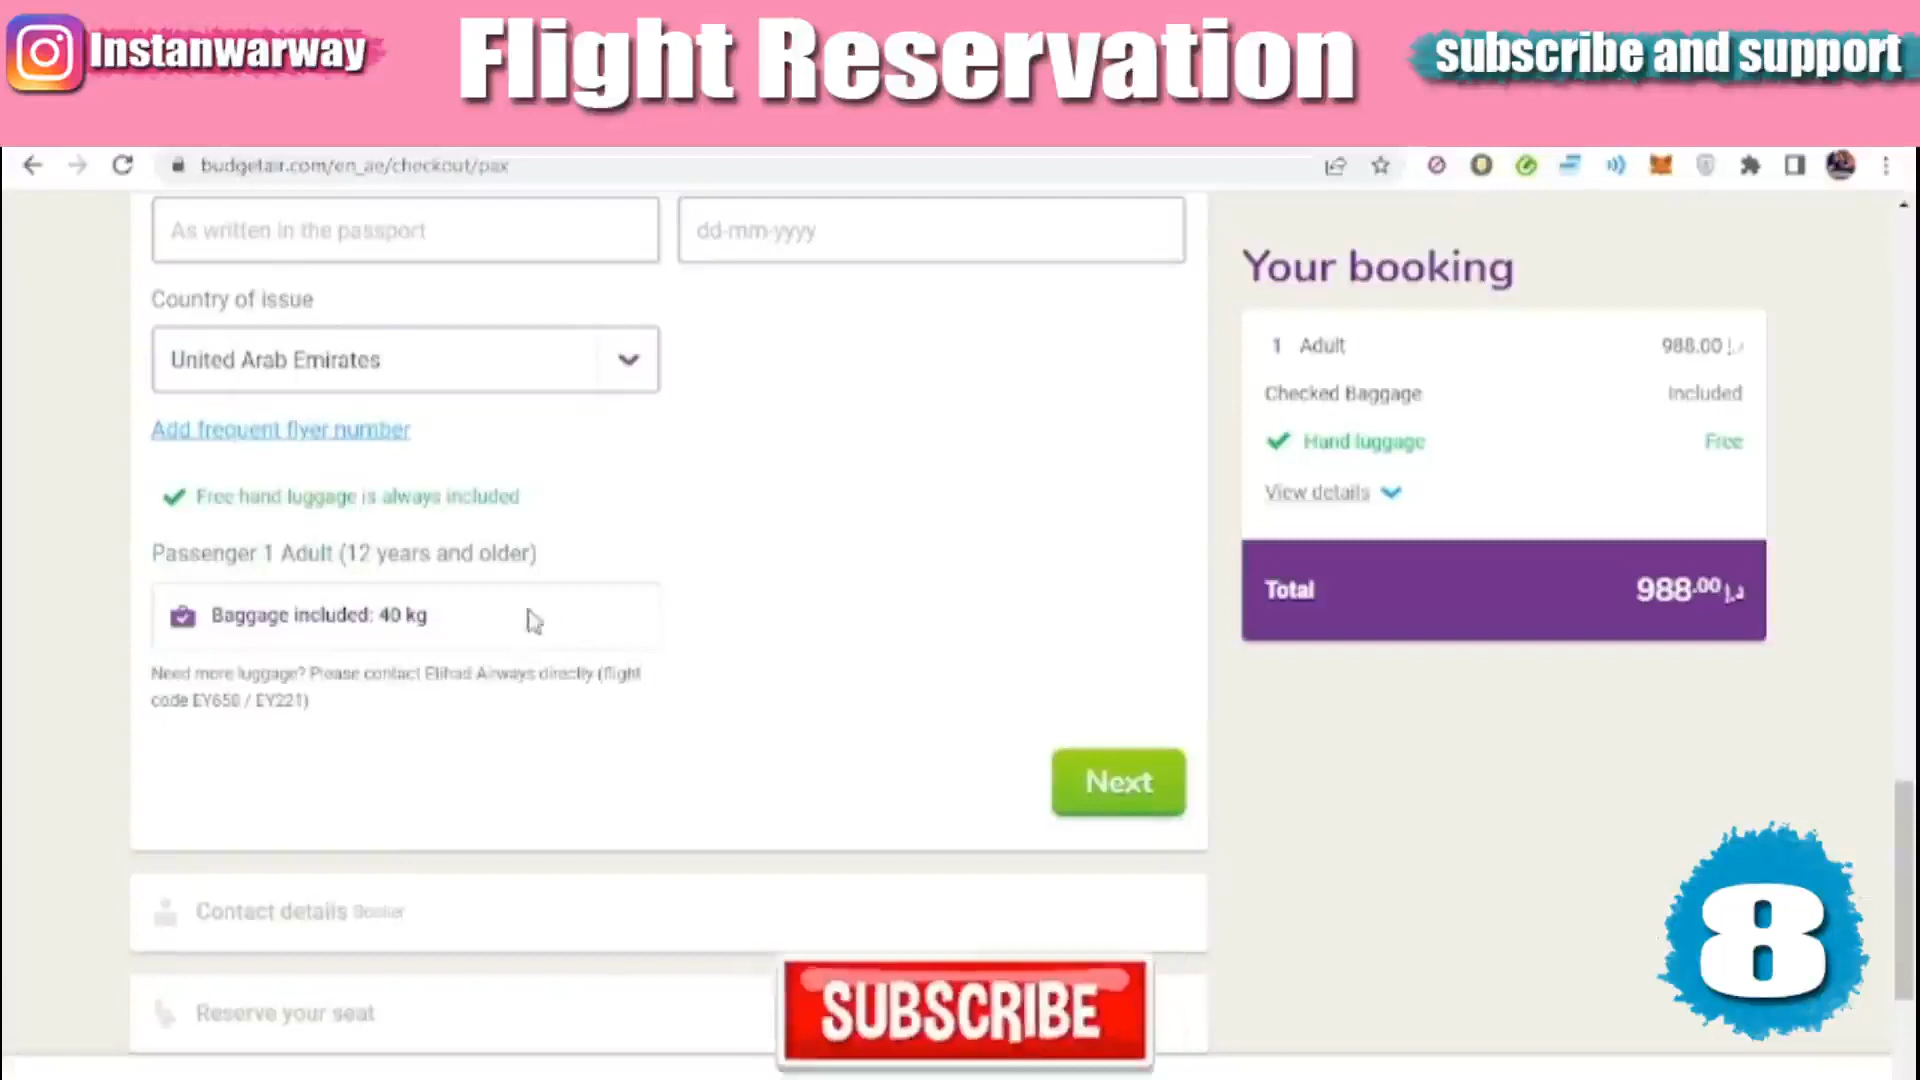 Instanwarway
Flight Reservation
subscribe and support
budgetair.com/en_ae/checkout/pax
As written in the passport
dd-mm-yyyy
Country of issue
United Arab Emirates
Add frequent flyer number
Free hand luggage is always included
Passenger 1 Adult (12 years and older)
Baggage included: 40 kg
Need more luggage? Please contact Etihad Airways directly (flight
code EY650 / EY221)
Next
Contact details Booker
Reserve your seat
Your booking
1 Adult 988.00 د.إ
Checked Baggage Included
Hand luggage Free
View details
Total 988.00 د.إ
SUBSCRIBE
8